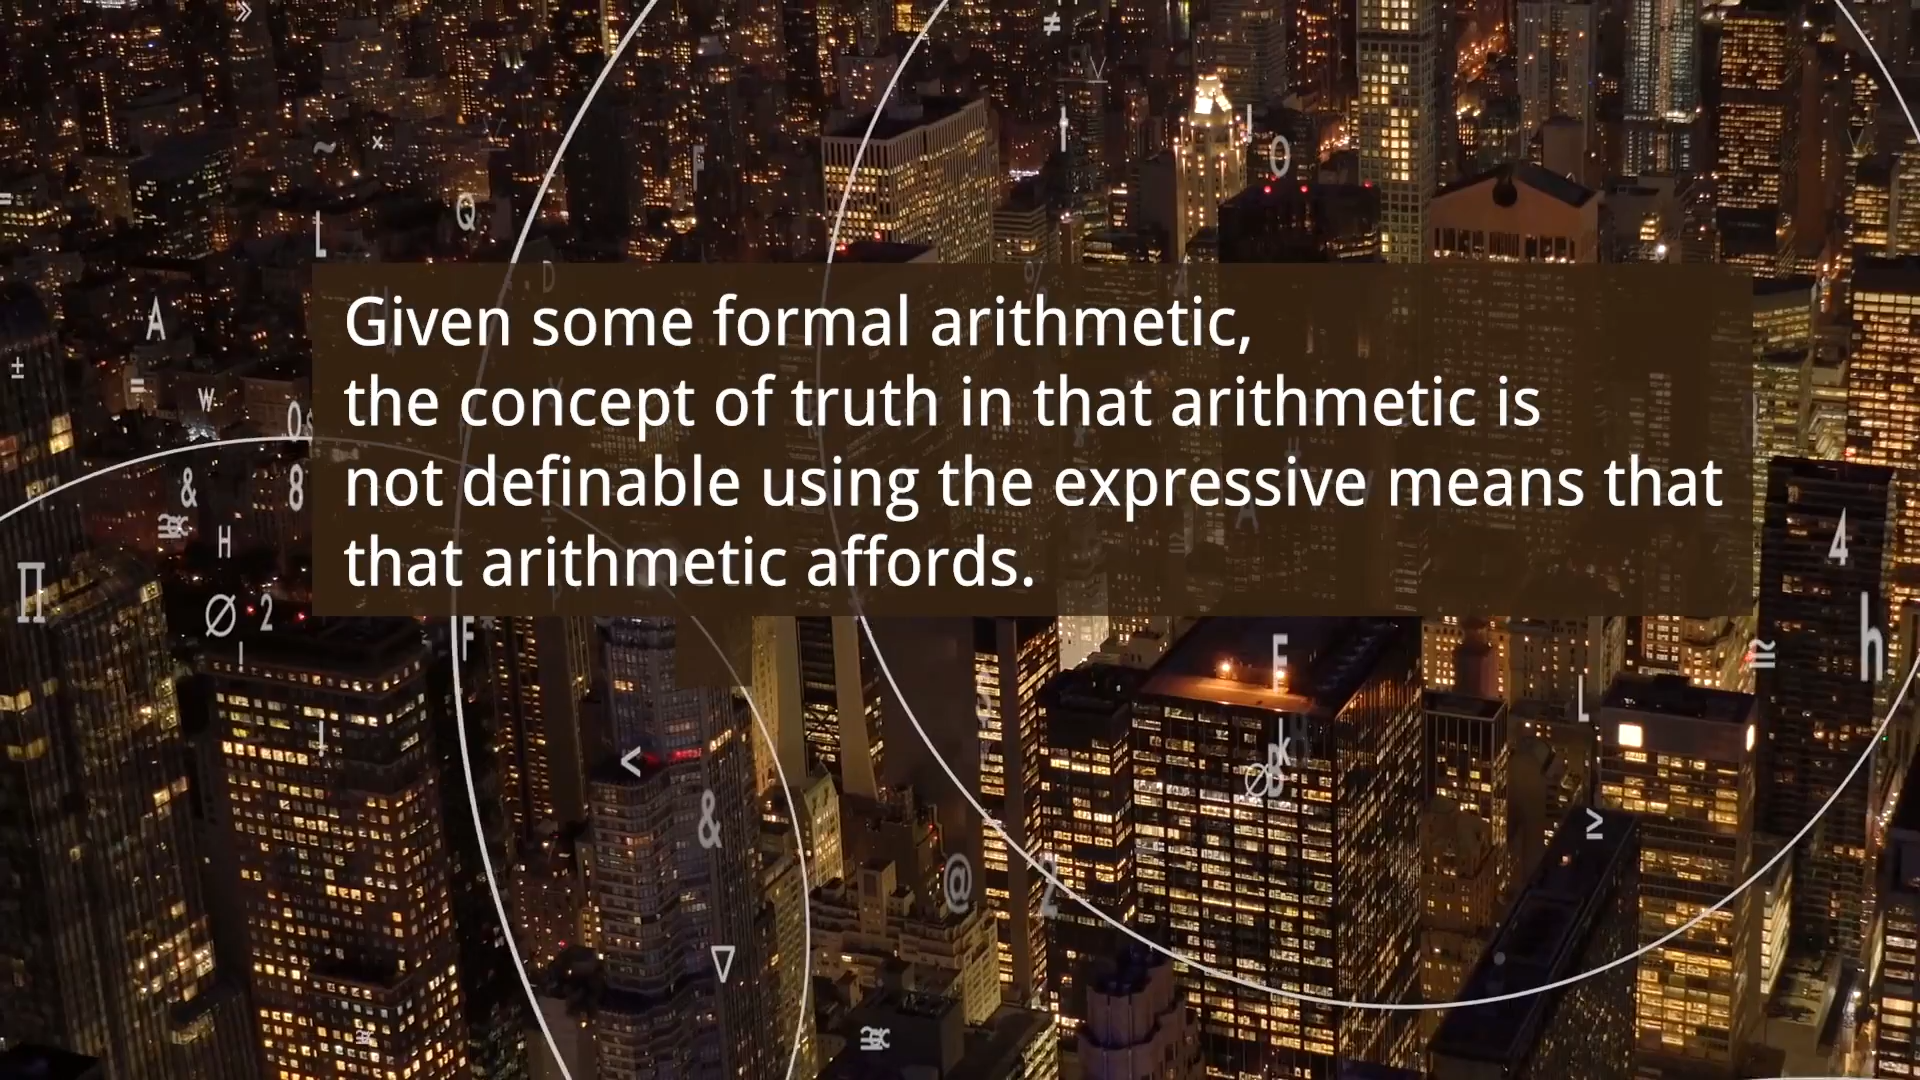 Given some formal arithmetic,
the concept of truth in that arithmetic is
not definable using the expressive means that
that arithmetic affords.